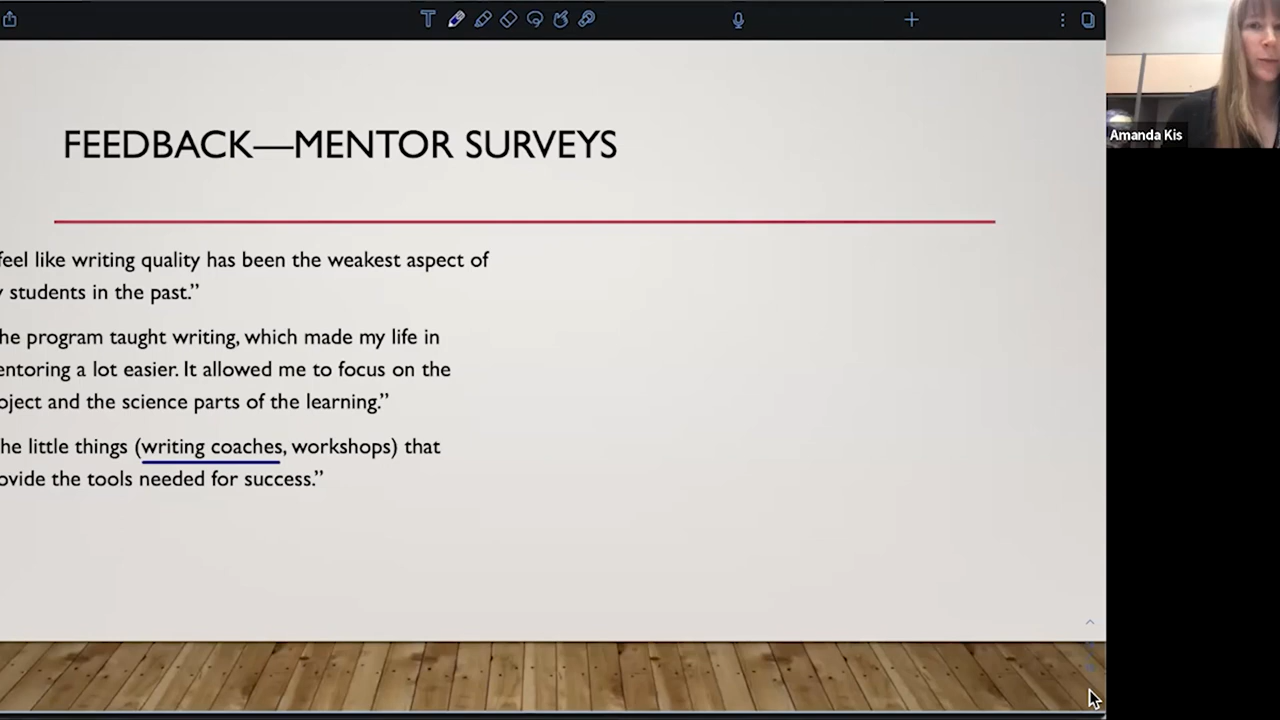 FEEDBACK—MENTOR SURVEYS
Amanda Kis
feel like writing quality has been the weakest aspect of
students in the past.”
he program taught writing, which made my life in
entoring a lot easier. It allowed me to focus on the
oject and the science parts of the learning.”
he little things (writing coaches, workshops) that
ovide the tools needed for success.”